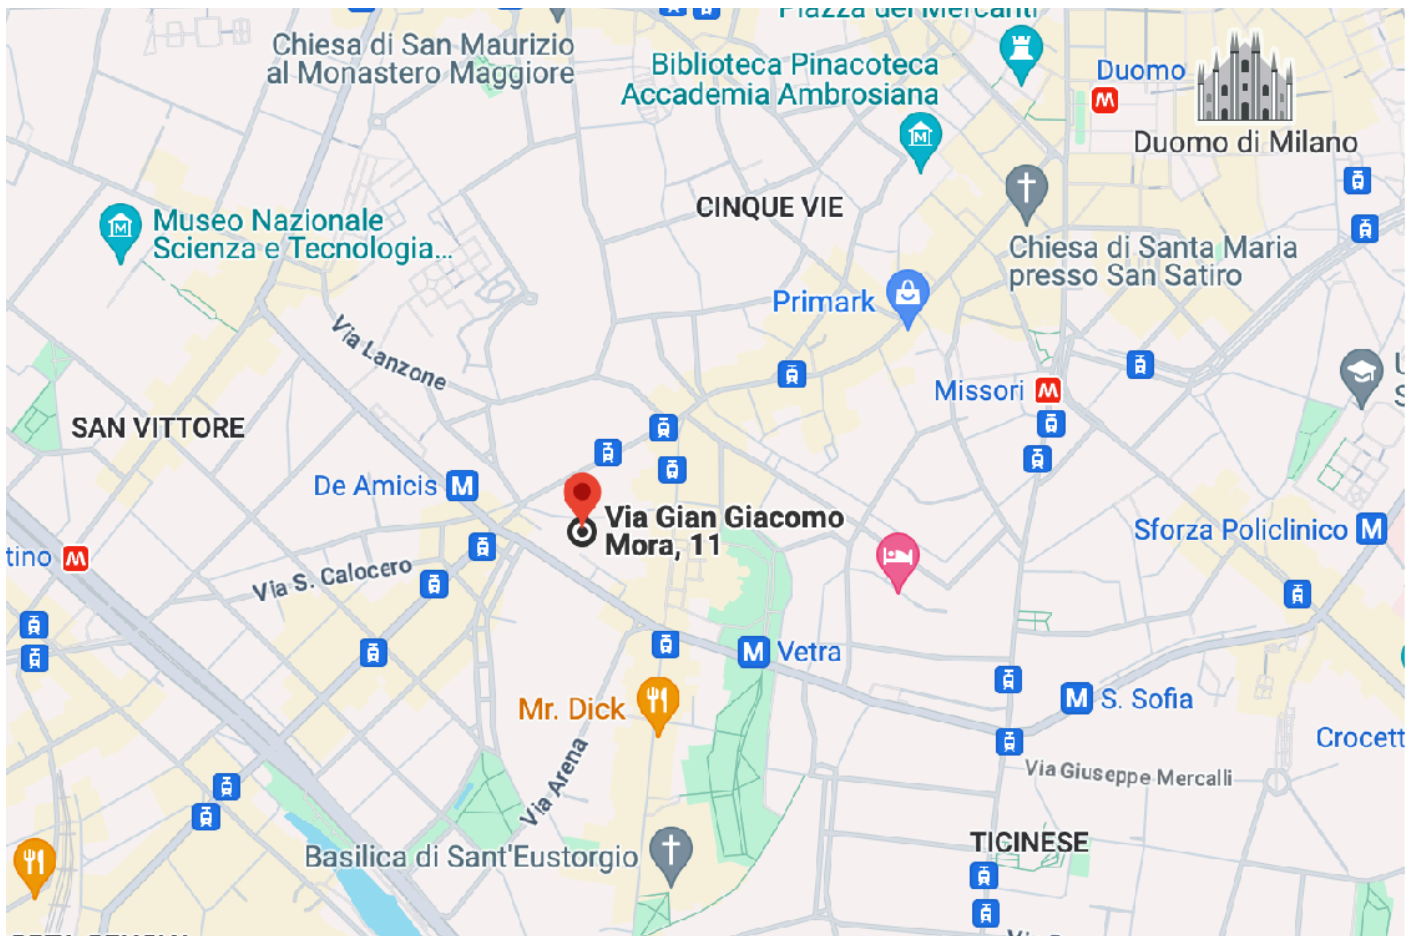 Piazza dei Mercanti
Chiesa di San Maurizio
al Monastero Maggiore
Biblioteca Pinacoteca
Accademia Ambrosiana
Duomo
M
Duomo di Milano
M
CINQUE VIE
Museo Nazionale
Scienza e Tecnologia...
M
Chiesa di Santa Maria
presso San Satiro
Primark
Via Lanzone
Missori M
SAN VITTORE
De Amicis M
Via Gian Giacomo
Mora, 11
Sforza Policlinico M
tino M
Via S. Calocero
M Vetra
Mr. Dick
M S. Sofia
Crocett
Via Arena
Via Giuseppe Mercalli
TICINESE
Basilica di Sant'Eustorgio